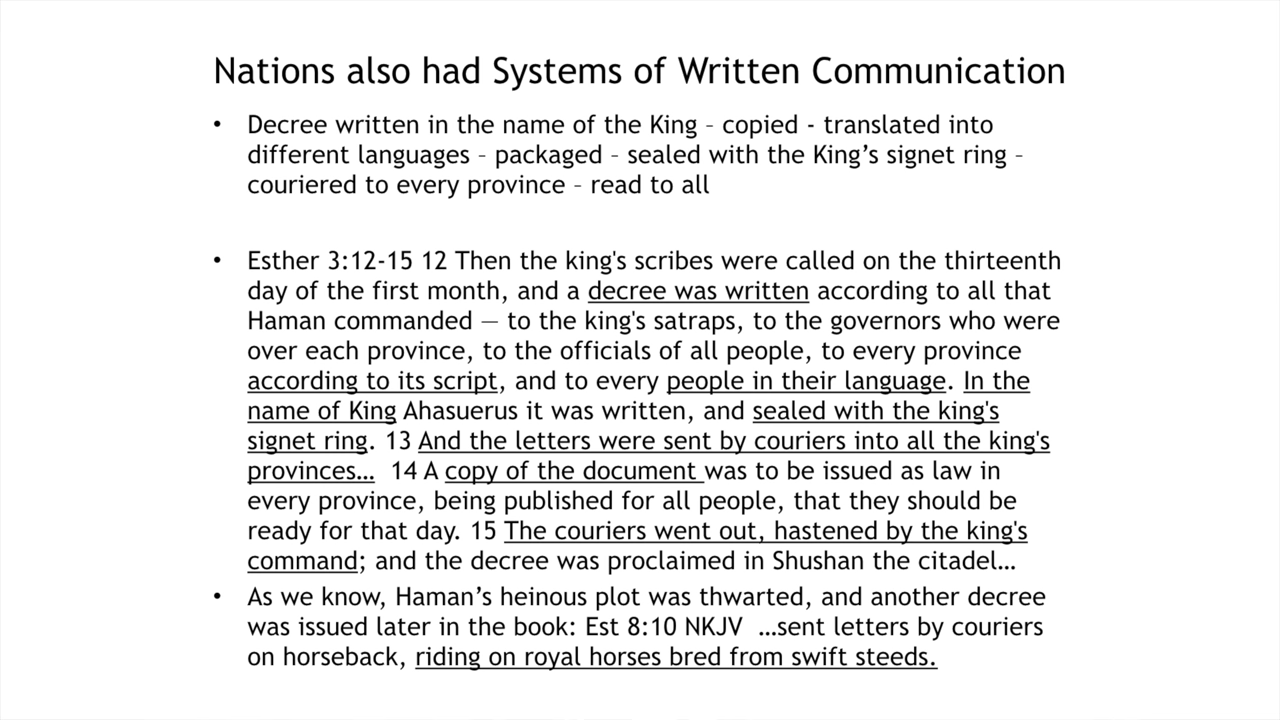 Nations also had Systems of Written Communication
• Decree written in the name of the King – copied - translated into
different languages – packaged – sealed with the King’s signet ring –
couriered to every province – read to all
• Esther 3:12-15 12 Then the king's scribes were called on the thirteenth
day of the first month, and a decree was written according to all that
Haman commanded — to the king's satraps, to the governors who were
over each province, to the officials of all people, to every province
according to its script, and to every people in their language. In the
name of King Ahasuerus it was written, and sealed with the king's
signet ring. 13 And the letters were sent by couriers into all the king's
provinces… 14 A copy of the document was to be issued as law in
every province, being published for all people, that they should be
ready for that day. 15 The couriers went out, hastened by the king's
command; and the decree was proclaimed in Shushan the citadel…
• As we know, Haman’s heinous plot was thwarted, and another decree
was issued later in the book: Est 8:10 NKJV …sent letters by couriers
on horseback, riding on royal horses bred from swift steeds.